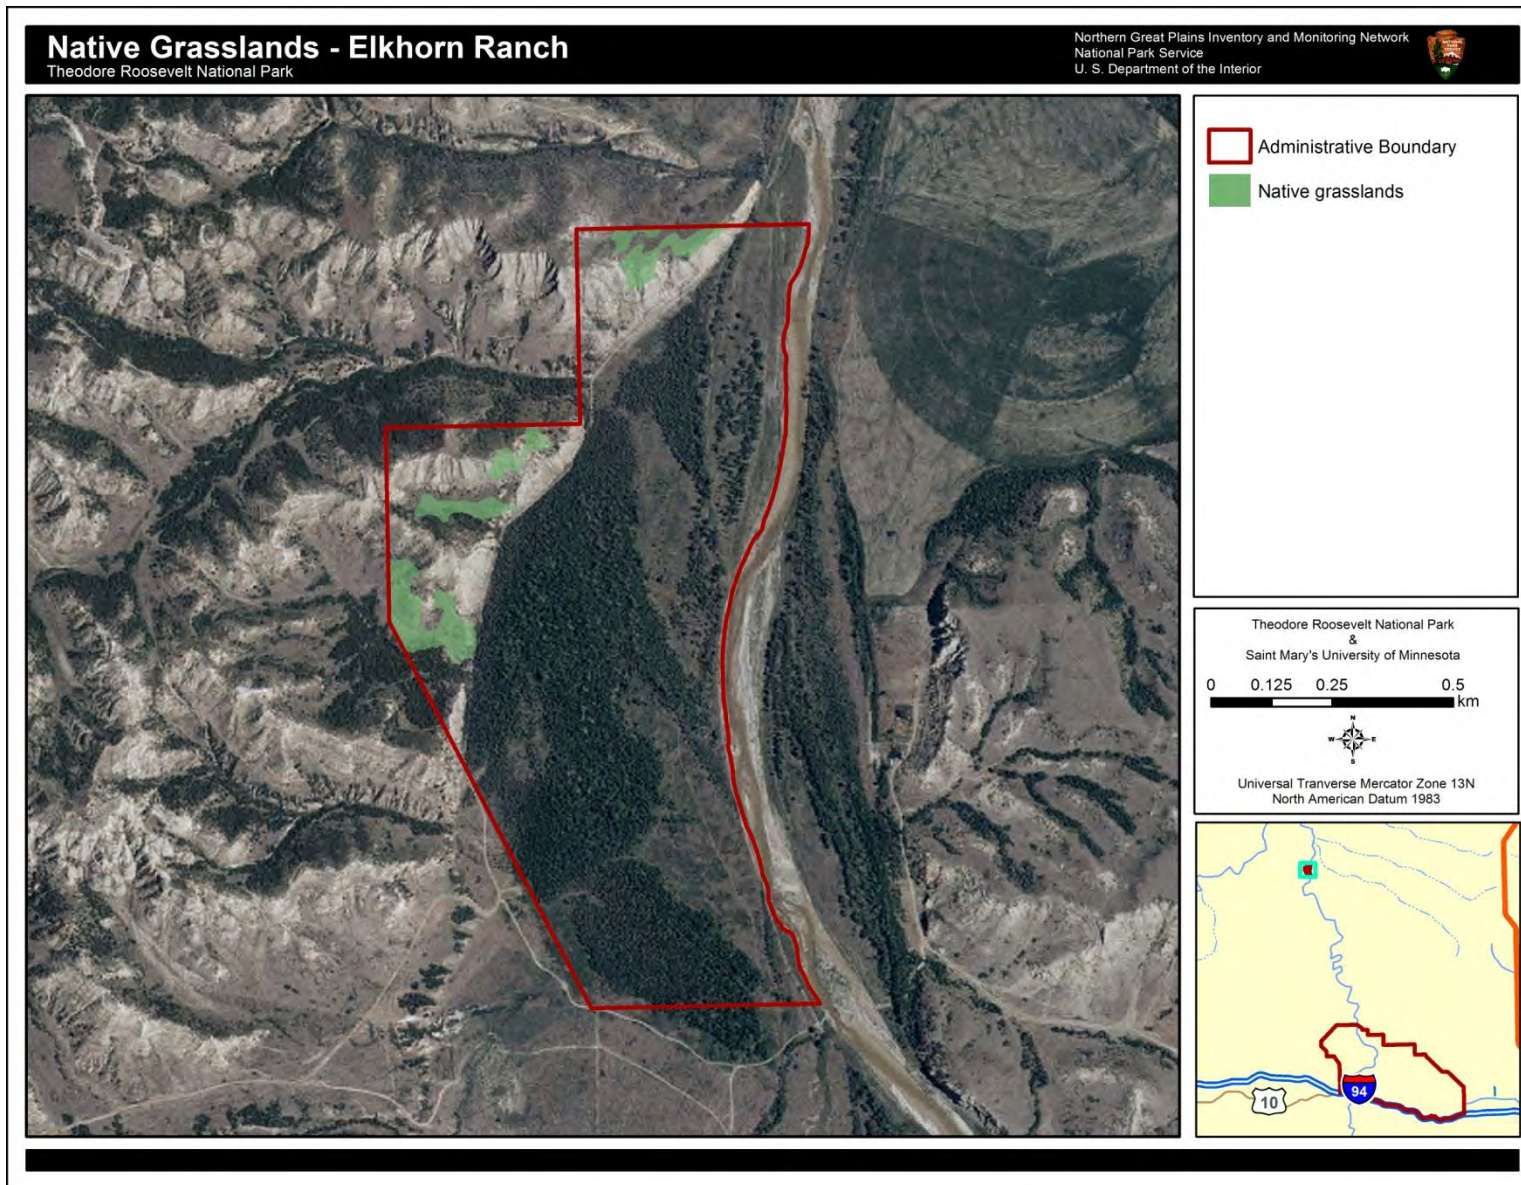 Native Grasslands - Elkhorn Ranch
Theodore Roosevelt National Park
Northern Great Plains Inventory and Monitoring Network
National Park Service
U. S. Department of the Interior
Administrative Boundary
Native grasslands
Theodore Roosevelt National Park
&
Saint Mary's University of Minnesota
0 0.125 0.25 0.5
km
N
W E
S
Universal Tranverse Mercator Zone 13N
North American Datum 1983
94
10